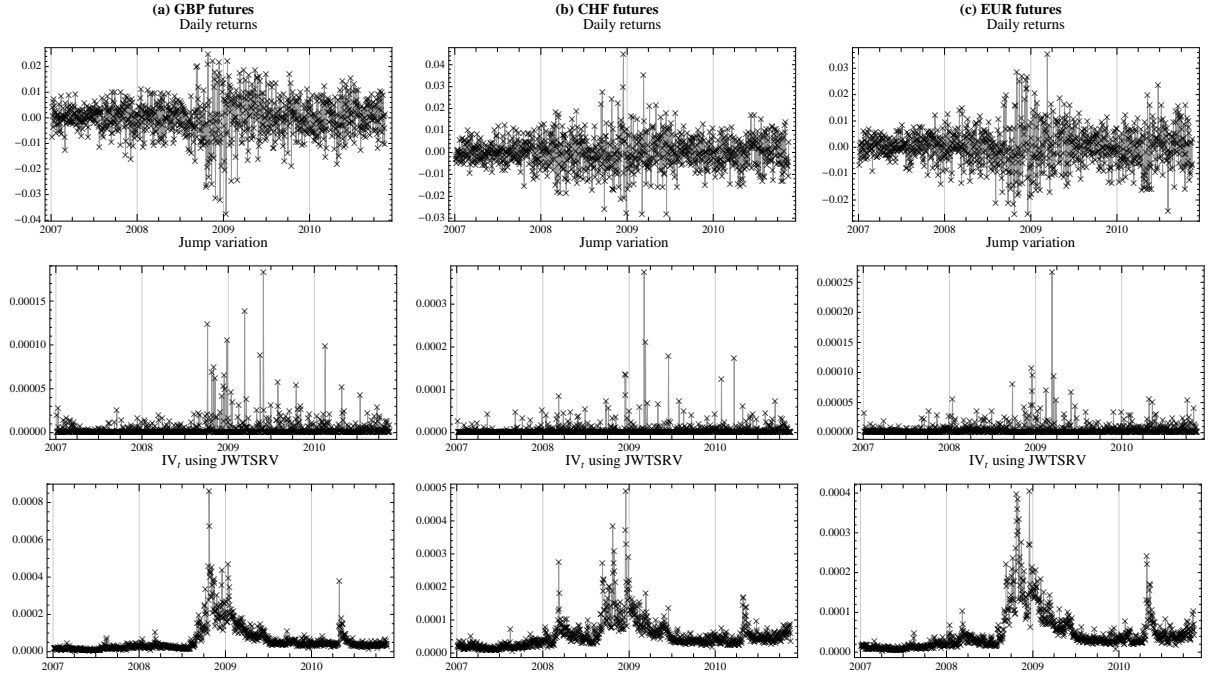 (a) GBP futures
Daily returns
0.02
0.01
0.00
−0.01
−0.02
−0.03
−0.04
2007 2008 2009 2010
Jump variation
0.00015
0.00010
0.00005
0.00000
2007 2008 2009 2010
IVt using JWTSRV
0.0008
0.0006
0.0004
0.0002
0.0000
2007 2008 2009 2010
(b) CHF futures
Daily returns
0.04
0.03
0.02
0.01
0.00
−0.01
−0.02
−0.03
2007 2008 2009 2010
Jump variation
0.0003
0.0002
0.0001
0.0000
2007 2008 2009 2010
IVt using JWTSRV
0.0005
0.0004
0.0003
0.0002
0.0001
0.0000
2007 2008 2009 2010
(c) EUR futures
Daily returns
0.03
0.02
0.01
0.00
−0.01
−0.02
2007 2008 2009 2010
Jump variation
0.00025
0.00020
0.00015
0.00010
0.00005
0.00000
2007 2008 2009 2010
IVt using JWTSRV
0.0004
0.0003
0.0002
0.0001
0.0000
2007 2008 2009 2010